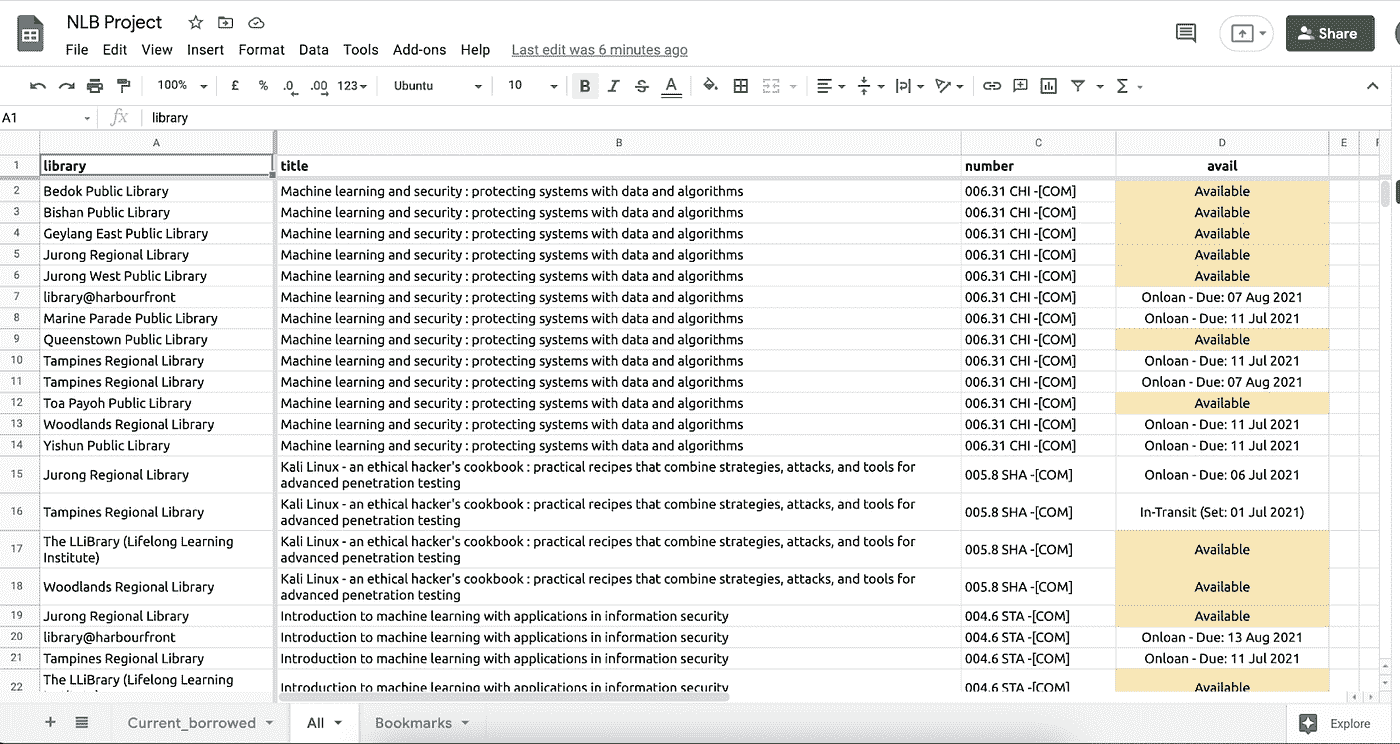 NLB Project
File Edit View Insert Format Data Tools Add-ons Help Last edit was 6 minutes ago
Share
100% £ % .0 .00 123 Ubuntu 10 B I S A
A1 fx library
A B C D E
1 library title number avail
2 Bedok Public Library Machine learning and security : protecting systems with data and algorithms 006.31 CHI -[COM] Available
3 Bishan Public Library Machine learning and security : protecting systems with data and algorithms 006.31 CHI -[COM] Available
4 Geylang East Public Library Machine learning and security : protecting systems with data and algorithms 006.31 CHI -[COM] Available
5 Jurong Regional Library Machine learning and security : protecting systems with data and algorithms 006.31 CHI -[COM] Available
6 Jurong West Public Library Machine learning and security : protecting systems with data and algorithms 006.31 CHI -[COM] Available
7 library@harbourfront Machine learning and security : protecting systems with data and algorithms 006.31 CHI -[COM] Onloan - Due: 07 Aug 2021
8 Marine Parade Public Library Machine learning and security : protecting systems with data and algorithms 006.31 CHI -[COM] Onloan - Due: 11 Jul 2021
9 Queenstown Public Library Machine learning and security : protecting systems with data and algorithms 006.31 CHI -[COM] Available
10 Tampines Regional Library Machine learning and security : protecting systems with data and algorithms 006.31 CHI -[COM] Onloan - Due: 11 Jul 2021
11 Tampines Regional Library Machine learning and security : protecting systems with data and algorithms 006.31 CHI -[COM] Onloan - Due: 07 Aug 2021
12 Toa Payoh Public Library Machine learning and security : protecting systems with data and algorithms 006.31 CHI -[COM] Available
13 Woodlands Regional Library Machine learning and security : protecting systems with data and algorithms 006.31 CHI -[COM] Onloan - Due: 11 Jul 2021
14 Yishun Public Library Machine learning and security : protecting systems with data and algorithms 006.31 CHI -[COM] Onloan - Due: 11 Jul 2021
15 Jurong Regional Library Kali Linux - an ethical hacker's cookbook : practical recipes that combine strategies, attacks, and tools for
advanced penetration testing 005.8 SHA -[COM] Onloan - Due: 06 Jul 2021
16 Tampines Regional Library Kali Linux - an ethical hacker's cookbook : practical recipes that combine strategies, attacks, and tools for
advanced penetration testing 005.8 SHA -[COM] In-Transit (Set: 01 Jul 2021)
17 The LLiBrary (Lifelong Learning Kali Linux - an ethical hacker's cookbook : practical recipes that combine strategies, attacks, and tools for
Institute) advanced penetration testing 005.8 SHA -[COM] Available
18 Woodlands Regional Library Kali Linux - an ethical hacker's cookbook : practical recipes that combine strategies, attacks, and tools for
advanced penetration testing 005.8 SHA -[COM] Available
19 Jurong Regional Library Introduction to machine learning with applications in information security 004.6 STA -[COM] Available
20 library@harbourfront Introduction to machine learning with applications in information security 004.6 STA -[COM] Onloan - Due: 13 Aug 2021
21 Tampines Regional Library Introduction to machine learning with applications in information security 004.6 STA -[COM] Onloan - Due: 11 Jul 2021
22 The LLiBrary (Lifelong Learning Introduction to machine learning with applications in information security 004.6 STA -[COM] Available
Current_borrowed All Bookmarks Explore